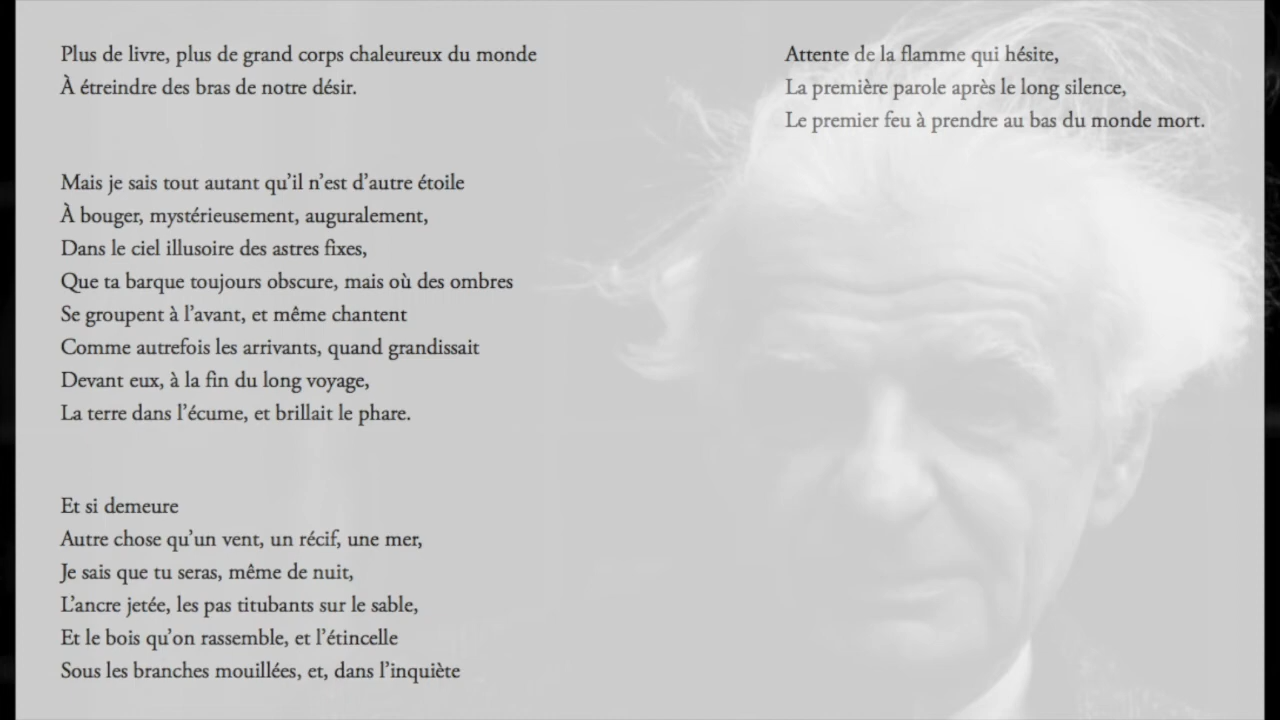 Plus de livre, plus de grand corps chaleureux du monde
À étreindre des bras de notre désir.
Mais je sais tout autant qu’il n’est d’autre étoile
À bouger, mystérieusement, auguralement,
Dans le ciel illusoire des astres fixes,
Que ta barque toujours obscure, mais où des ombres
Se groupent à l’avant, et même chantent
Comme autrefois les arrivants, quand grandissait
Devant eux, à la fin du long voyage,
La terre dans l’écume, et brillait le phare.
Et si demeure
Autre chose qu’un vent, un récif, une mer,
Je sais que tu seras, même de nuit,
L’ancre jetée, les pas titubants sur le sable,
Et le bois qu’on rassemble, et l’étincelle
Sous les branches mouillées, et, dans l’inquiète
Attente de la flamme qui hésite,
La première parole après le long silence,
Le premier feu à prendre au bas du monde mort.